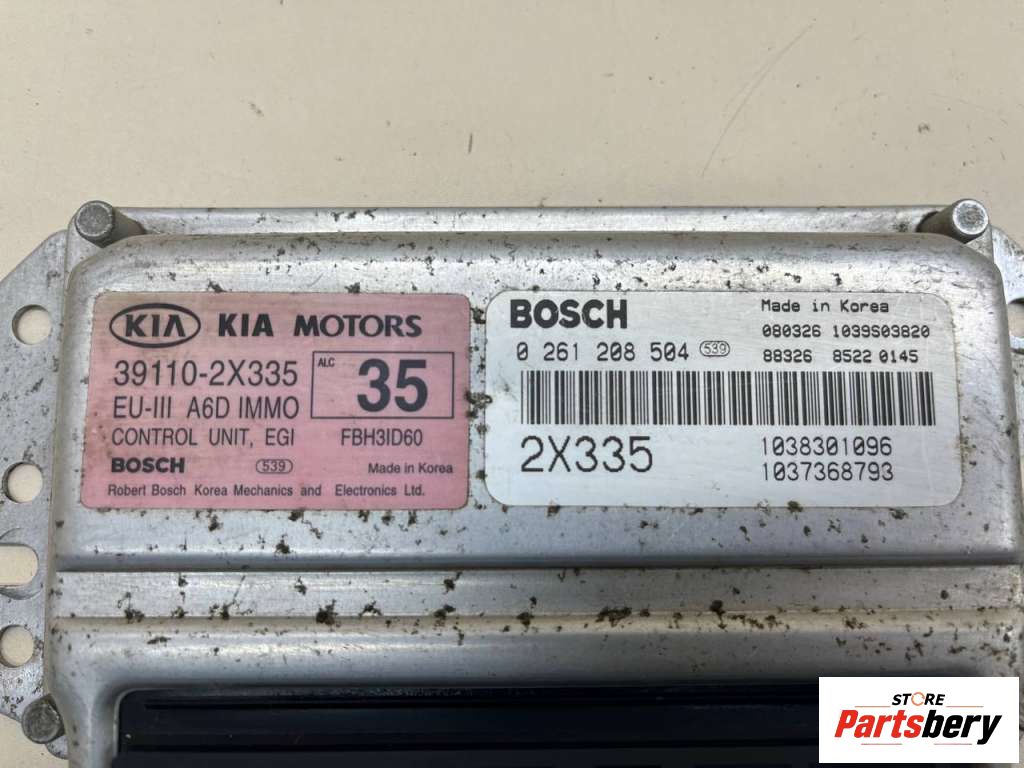 KIA KIA MOTORS
39110-2X335
ALC
35
EU-III A6D IMMO
CONTROL UNIT, EGI FBH3ID60
BOSCH 539 Made in Korea
Robert Bosch Korea Mechanics and Electronics Ltd.
BOSCH
Made in Korea
0 261 208 504 539
080326 1039S03820
88326 8522 0145
2X335
1038301096
1037368793
STORE
Partsbery